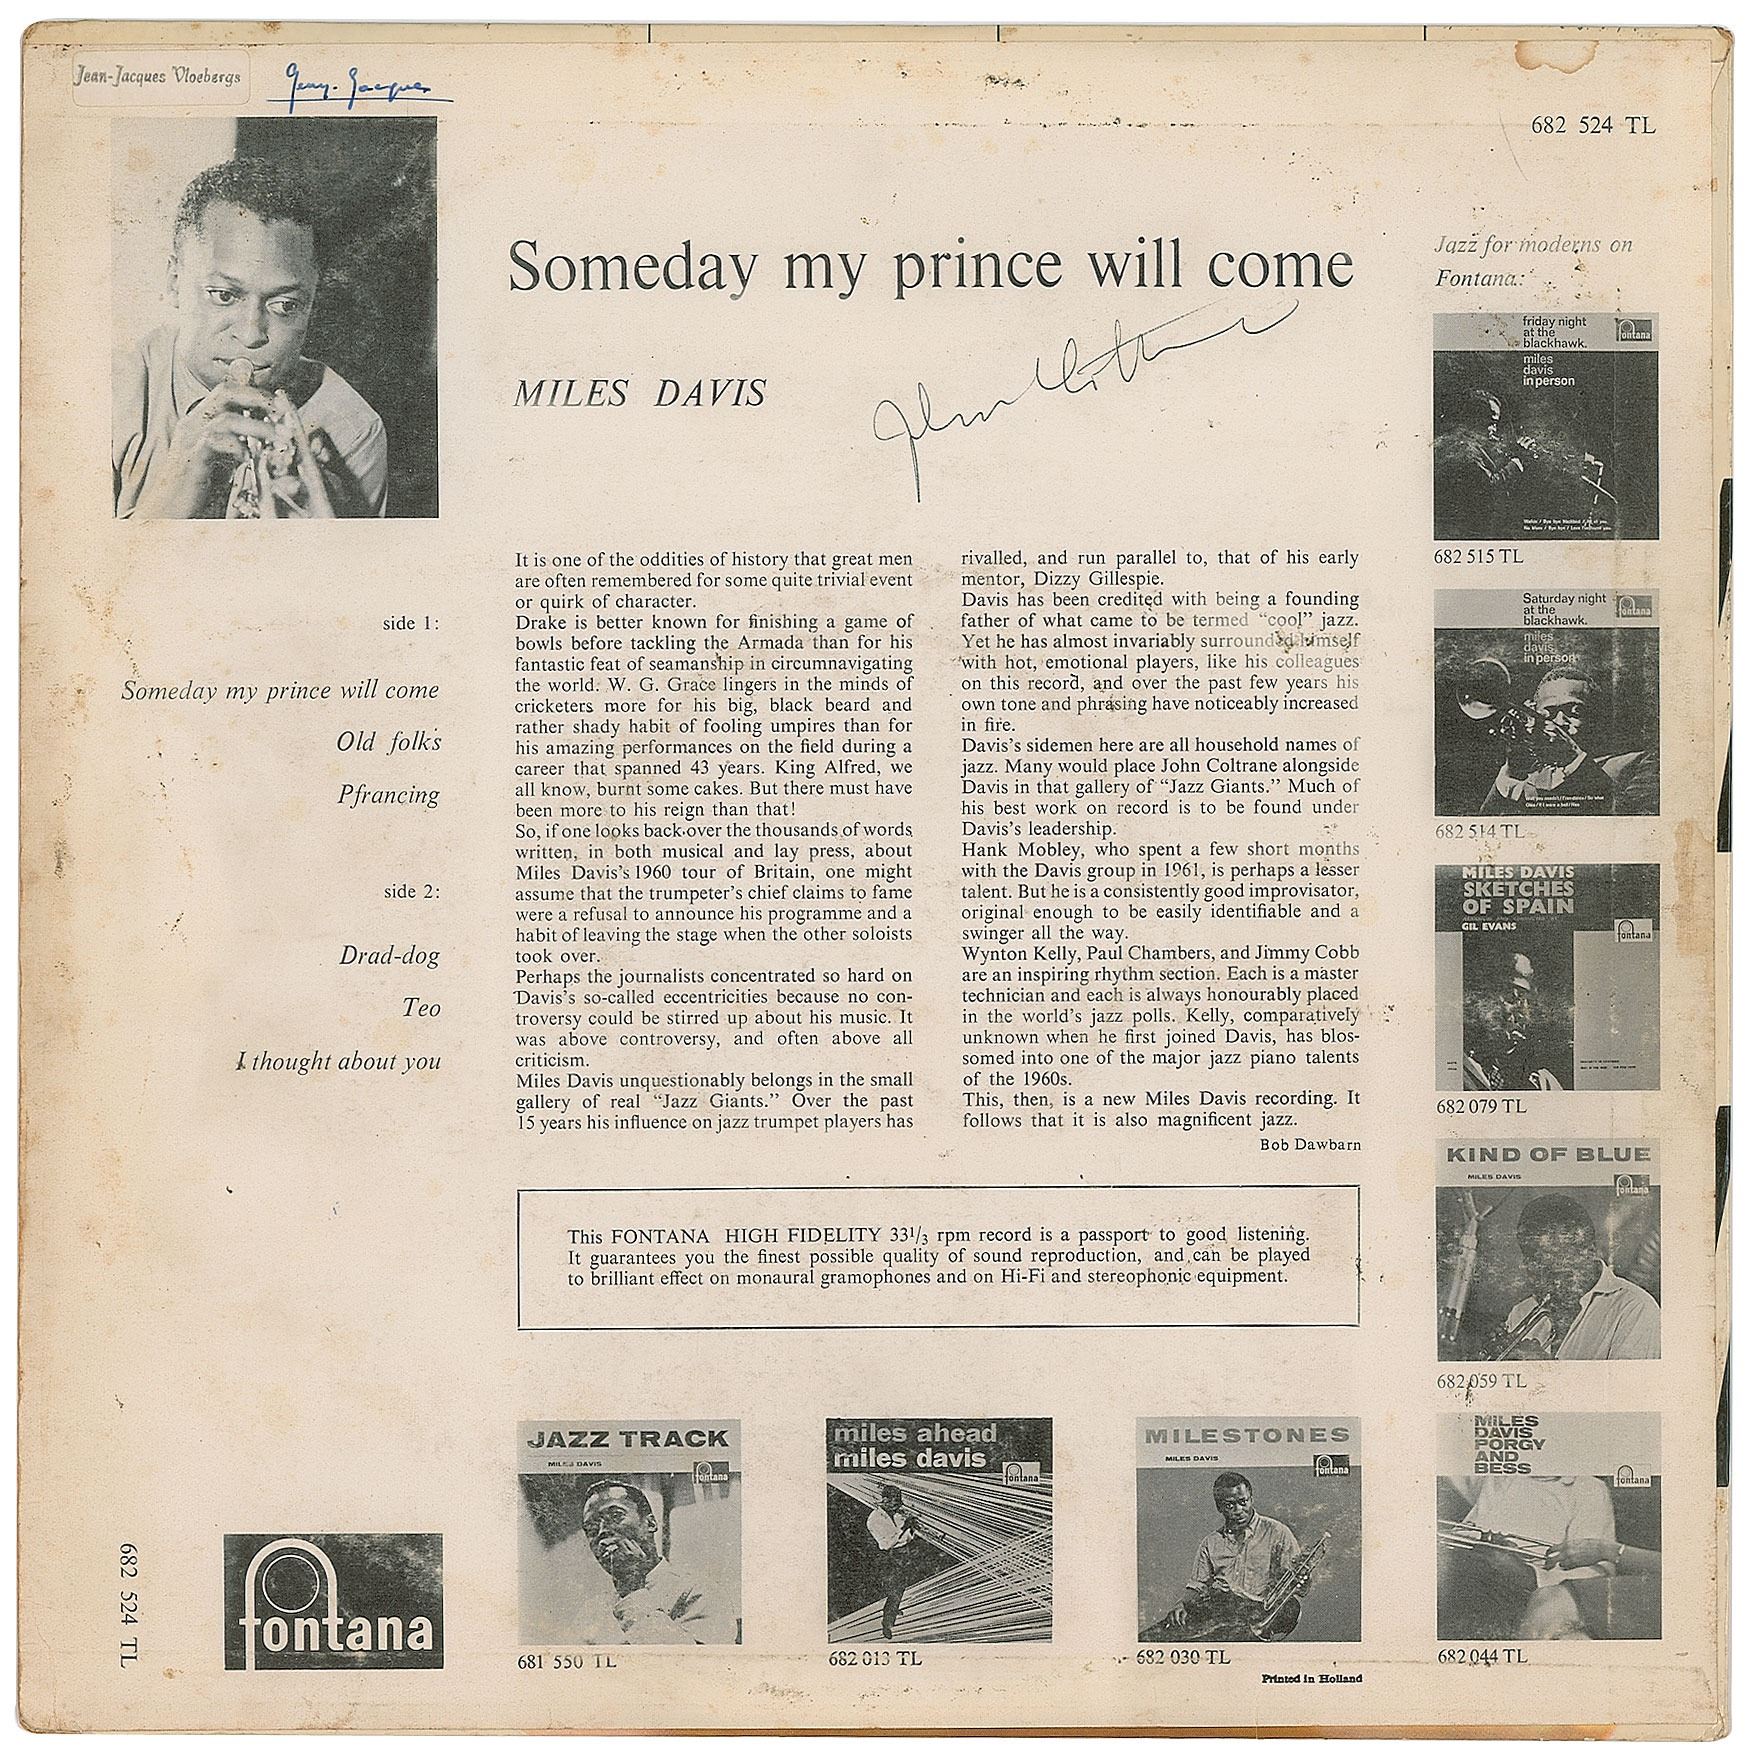 Jean-Jacques Vloebergs
682 524 TL
Someday my prince will come
MILES DAVIS
side 1:
Someday my prince will come
Old folks
Pfrancing
side 2:
Drad-dog
Teo
I thought about you
It is one of the oddities of history that great men
are often remembered for some quite trivial event
or quirk of character.
Drake is better known for finishing a game of
bowls before tackling the Armada than for his
fantastic feat of seamanship in circumnavigating
the world. W. G. Grace lingers in the minds of
cricketers more for his big, black beard and
rather shady habit of fooling umpires than for
his amazing performances on the field during a
career that spanned 43 years. King Alfred, we
all know, burnt some cakes. But there must have
been more to his reign than that!
So, if one looks back over the thousands of words
written, in both musical and lay press, about
Miles Davis's 1960 tour of Britain, one might
assume that the trumpeter's chief claims to fame
were a refusal to announce his programme and a
habit of leaving the stage when the other soloists
took over.
Perhaps the journalists concentrated so hard on
Davis's so-called eccentricities because no con-
troversy could be stirred up about his music. It
was above controversy, and often above all
criticism.
Miles Davis unquestionably belongs in the small
gallery of real "Jazz Giants." Over the past
15 years his influence on jazz trumpet players has
rivalled, and run parallel to, that of his early
mentor, Dizzy Gillespie.
Davis has been credited with being a founding
father of what came to be termed "cool" jazz.
Yet he has almost invariably surrounded himself
with hot, emotional players, like his colleagues
on this record, and over the past few years his
own tone and phrasing have noticeably increased
in fire.
Davis's sidemen here are all household names of
jazz. Many would place John Coltrane alongside
Davis in that gallery of "Jazz Giants." Much of
his best work on record is to be found under
Davis's leadership.
Hank Mobley, who spent a few short months
with the Davis group in 1961, is perhaps a lesser
talent. But he is a consistently good improvisator,
original enough to be easily identifiable and a
swinger all the way.
Wynton Kelly, Paul Chambers, and Jimmy Cobb
are an inspiring rhythm section. Each is a master
technician and each is always honourably placed
in the world's jazz polls. Kelly, comparatively
unknown when he first joined Davis, has blos-
somed into one of the major jazz piano talents
of the 1960s.
This, then, is a new Miles Davis recording. It
follows that it is also magnificent jazz.
Bob Dawbarn
This FONTANA HIGH FIDELITY 33 1/3 rpm record is a passport to good listening.
It guarantees you the finest possible quality of sound reproduction, and can be played
to brilliant effect on monaural gramophones and on Hi-Fi and stereophonic equipment.
Jazz for moderns on
Fontana:
friday night
at the
blackhawk.
fontana
miles
davis
in person
682 515 TL
Saturday night
at the
blackhawk.
fontana
miles
davis
in person
682 514 TL
MILES DAVIS
SKETCHES
OF SPAIN
GIL EVANS
fontana
682 079 TL
KIND OF BLUE
MILES DAVIS
fontana
682 059 TL
MILES
DAVIS
PORGY
AND
BESS
fontana
682 044 TL
JAZZ TRACK
MILES DAVIS
fontana
681 550 TL
miles ahead
miles davis
fontana
682 013 TL
MILESTONES
MILES DAVIS
fontana
682 030 TL
Printed in Holland
682 524 TL
fontana